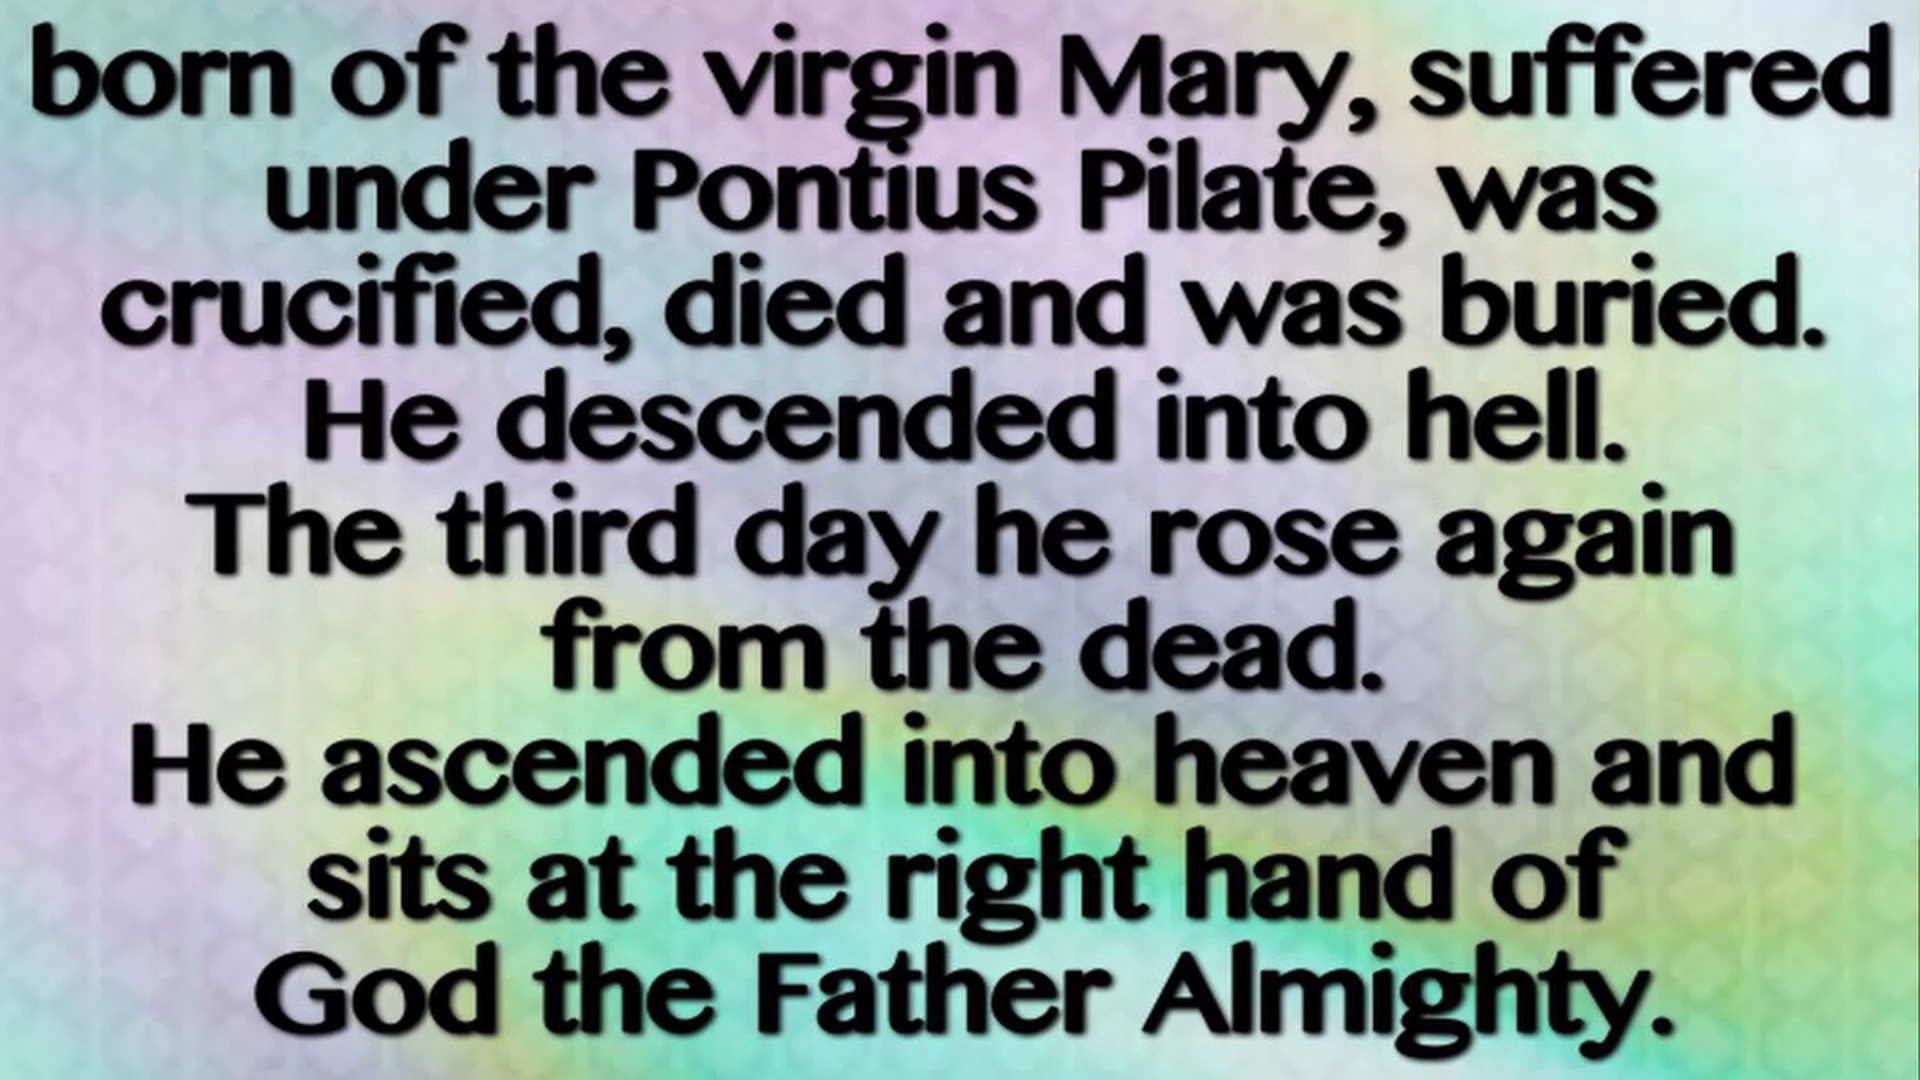 born of the virgin Mary, suffered
under Pontius Pilate, was
crucified, died and was buried.
He descended into hell.
The third day he rose again
from the dead.
He ascended into heaven and
sits at the right hand of
God the Father Almighty.